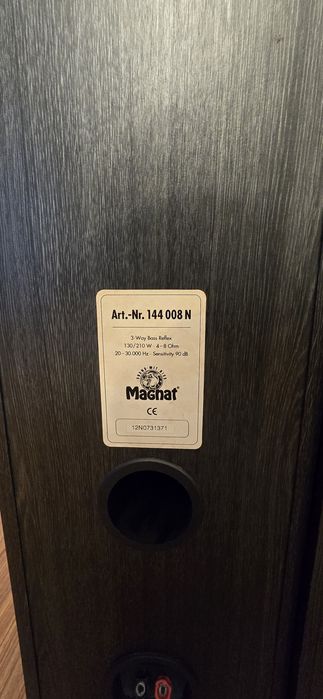 Art.-Nr. 144 008 N
3-Way Bass Reflex
130/210 W · 4 - 8 Ohm
20 - 30.000 Hz · Sensitivity 90 dB
Magnat
CE
12N0731371